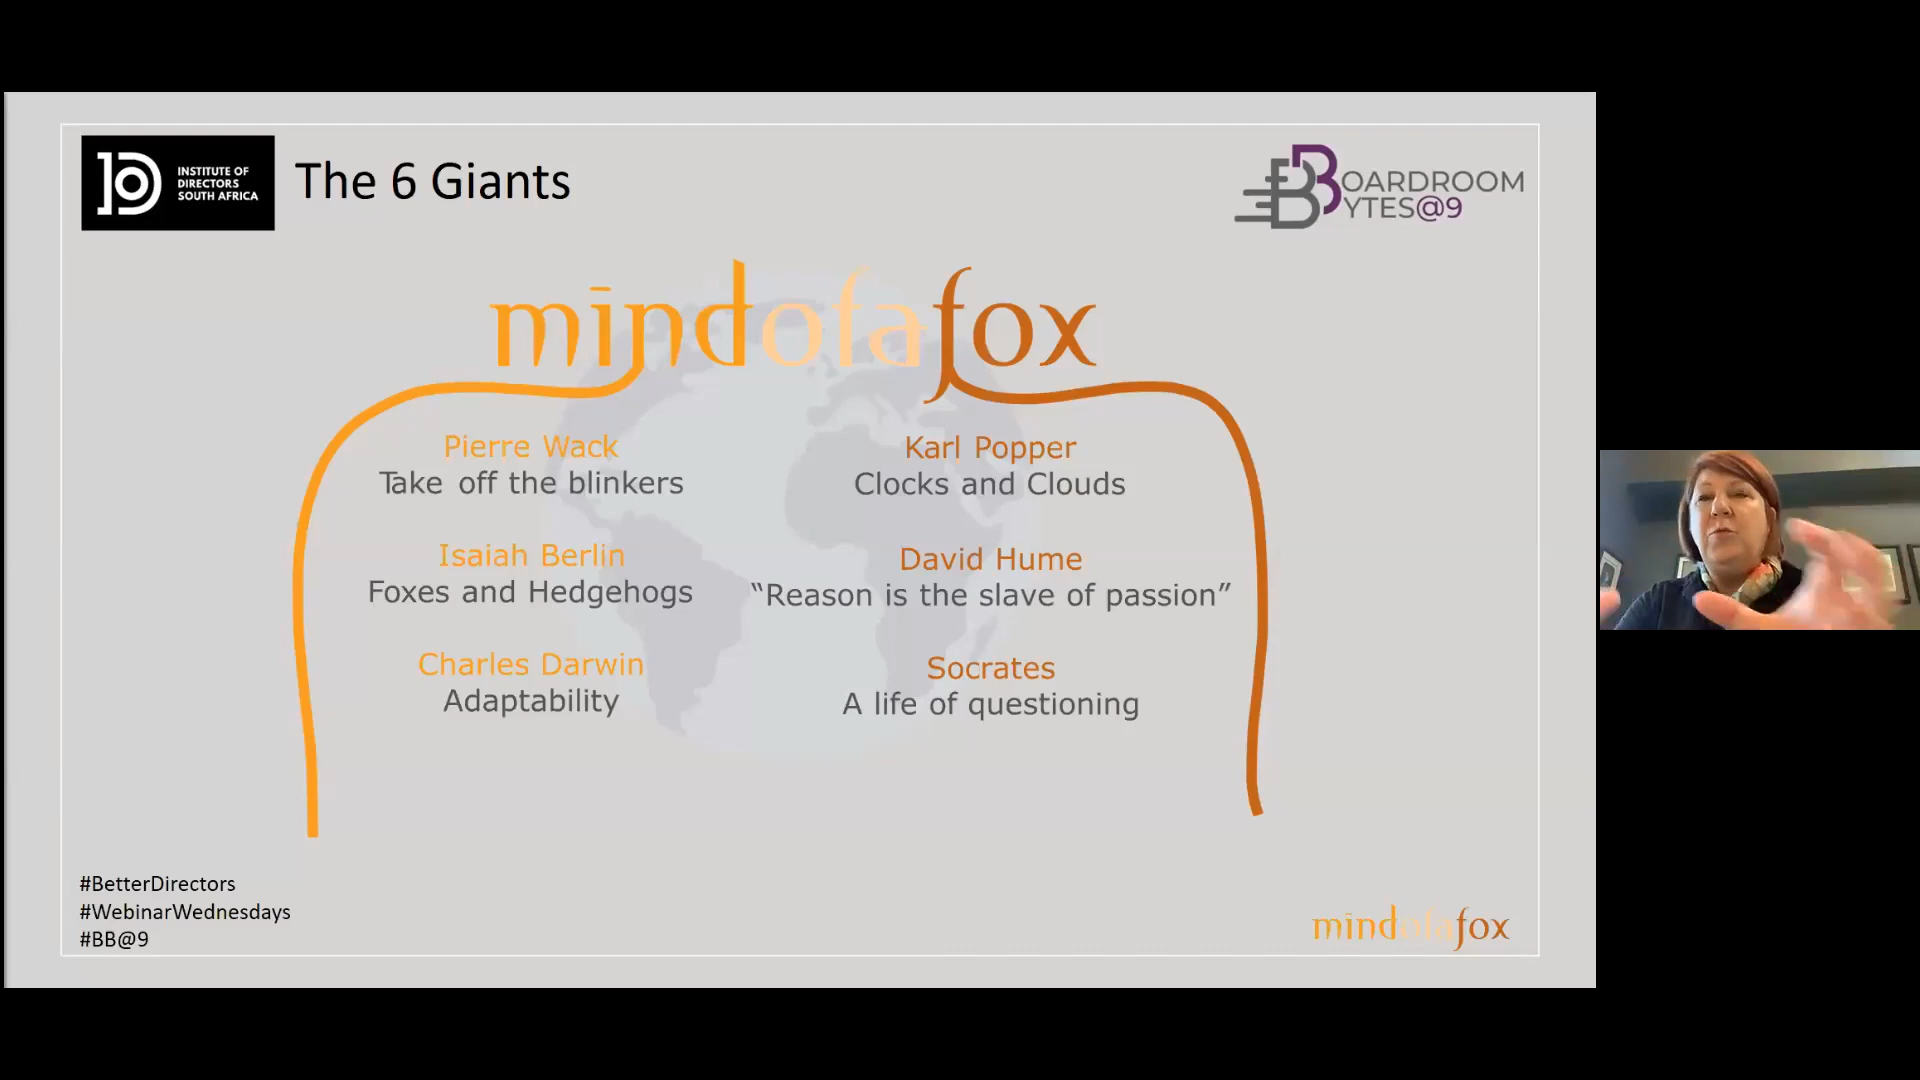 INSTITUTE OF
DIRECTORS
SOUTH AFRICA
The 6 Giants
BOARDROOM
BYTES@9
mindofafox
Pierre Wack
Take off the blinkers
Isaiah Berlin
Foxes and Hedgehogs
Charles Darwin
Adaptability
Karl Popper
Clocks and Clouds
David Hume
“Reason is the slave of passion”
Socrates
A life of questioning
#BetterDirectors
#WebinarWednesdays
#BB@9
mindofafox